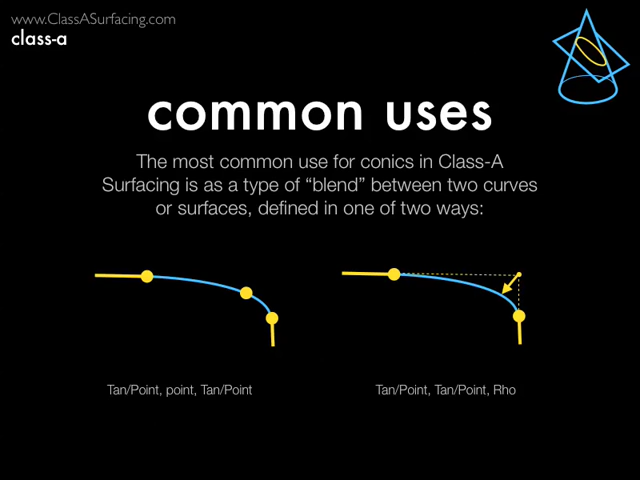 www.ClassASurfacing.com
class-a
common uses
The most common use for conics in Class-A
Surfacing is as a type of “blend” between two curves
or surfaces, defined in one of two ways:
Tan/Point, point, Tan/Point
Tan/Point, Tan/Point, Rho